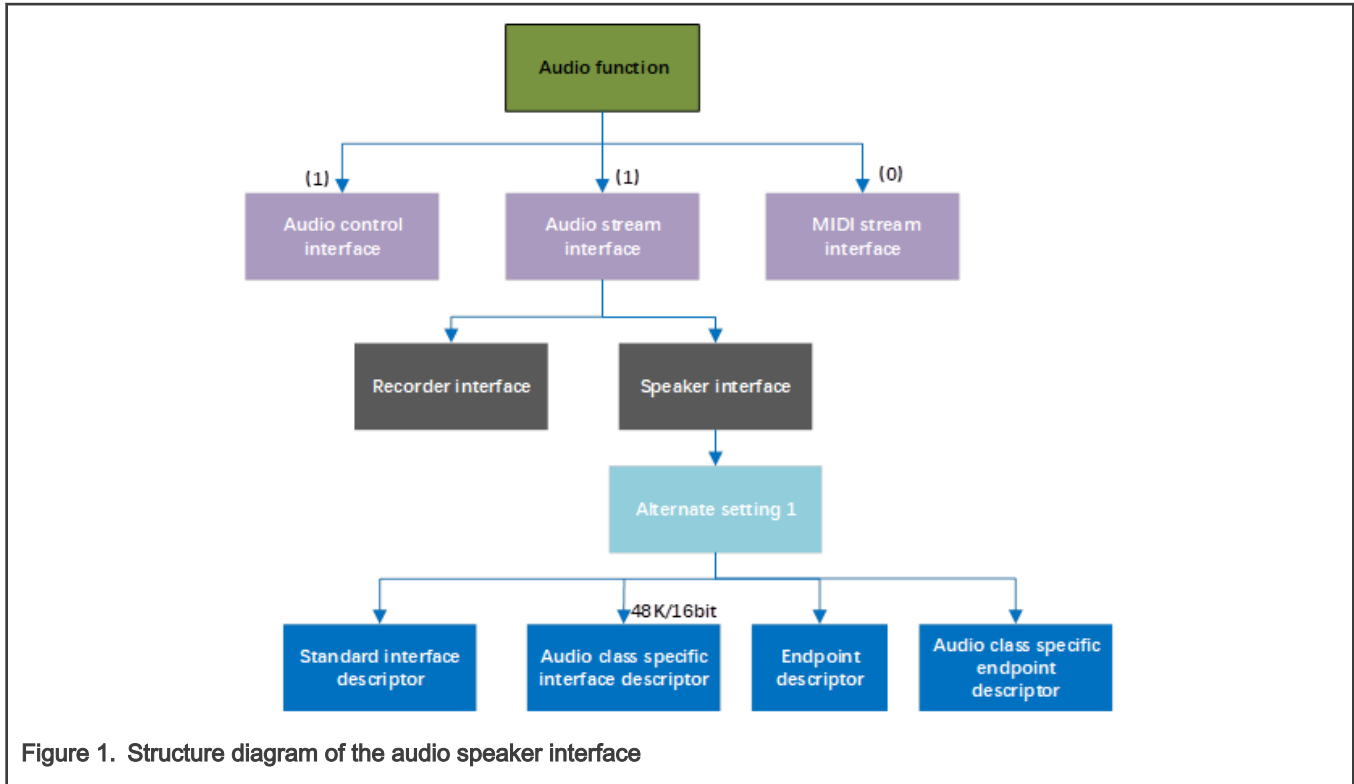 Audio function
(1)
(1)
(0)
Audio control
interface
Audio stream
interface
MIDI stream
interface
Recorder interface
Speaker interface
Alternate setting 1
48K/16bit
Standard interface
descriptor
Audio class specific
interface descriptor
Endpoint
descriptor
Audio class specific
endpoint
descriptor
Figure 1. Structure diagram of the audio speaker interface